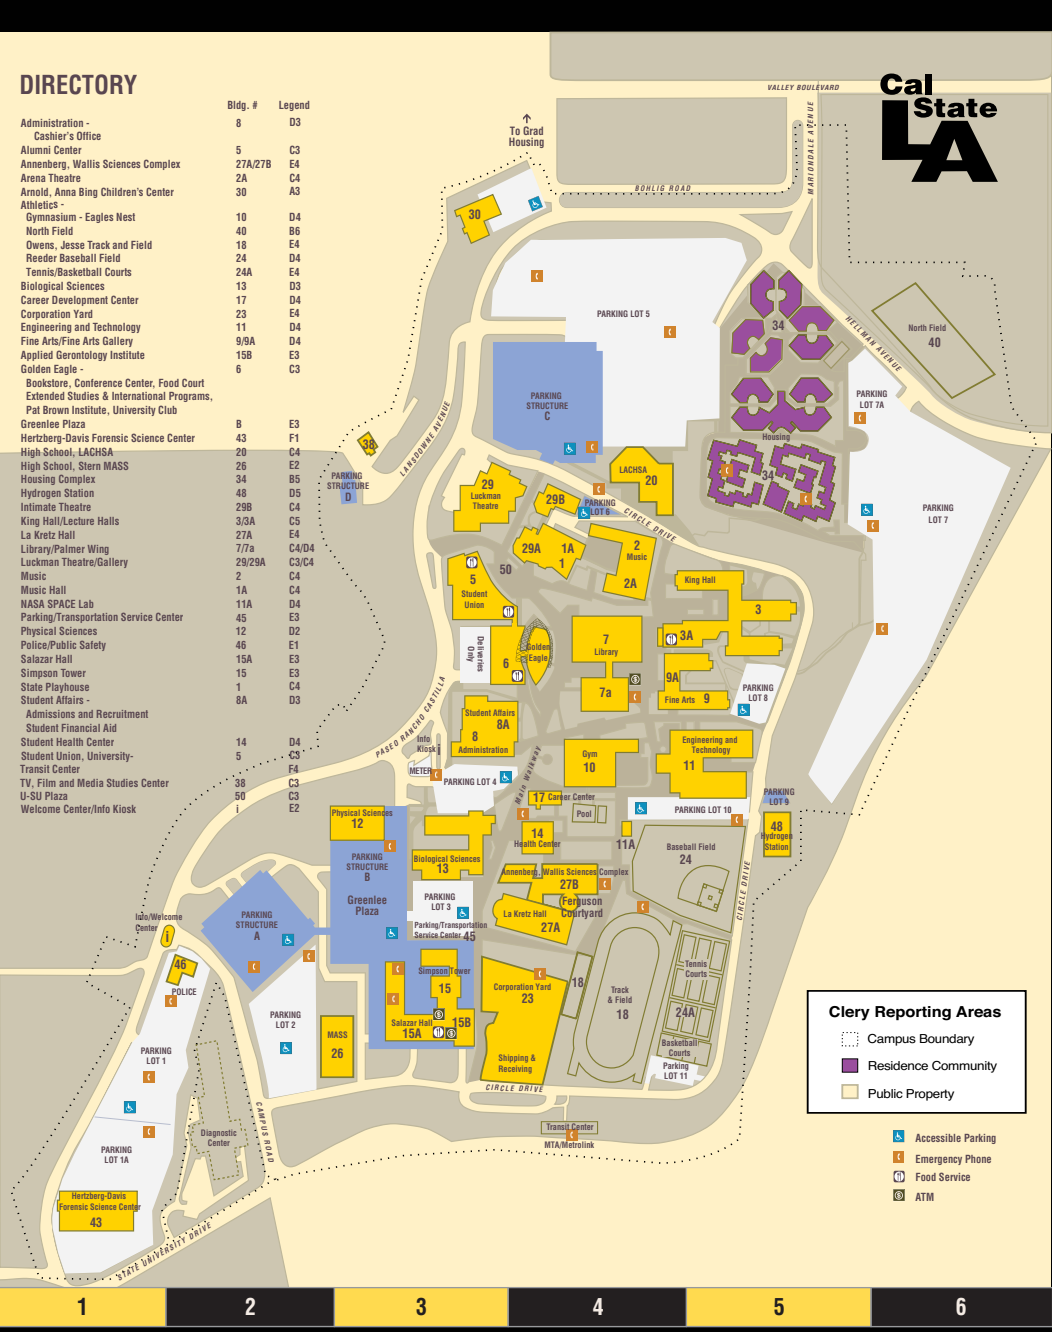 DIRECTORY
Bldg. # Legend
Administration - 8 D3
Cashier's Office
Alumni Center 5 C3
Annenberg, Wallis Sciences Complex 27A/27B E4
Arena Theatre 2A C4
Arnold, Anna Bing Children's Center 30 A3
Athletics -
Gymnasium - Eagles Nest 10 D4
North Field 40 B6
Owens, Jesse Track and Field 18 E4
Reeder Baseball Field 24 D4
Tennis/Basketball Courts 24A E4
Biological Sciences 13 D3
Career Development Center 17 D4
Corporation Yard 23 E4
Engineering and Technology 11 D4
Fine Arts/Fine Arts Gallery 9/9A D4
Applied Gerontology Institute 15B E3
Golden Eagle - 6 C3
Bookstore, Conference Center, Food Court
Extended Studies & International Programs,
Pat Brown Institute, University Club
Greenlee Plaza B E3
Hertzberg-Davis Forensic Science Center 43 F1
High School, LACHSA 20 C4
High School, Stern MASS 26 E2
Housing Complex 34 B5
Hydrogen Station 48 D5
Intimate Theatre 29B C4
King Hall/Lecture Halls 3/3A C5
La Kretz Hall 27A E4
Library/Palmer Wing 7/7a C4/D4
Luckman Theatre/Gallery 29/29A C3/C4
Music 2 C4
Music Hall 1A C4
NASA SPACE Lab 11A D4
Parking/Transportation Service Center 45 E3
Physical Sciences 12 D2
Police/Public Safety 46 E1
Salazar Hall 15A E3
Simpson Tower 15 E3
State Playhouse 1 C4
Student Affairs - 8A D3
Admissions and Recruitment
Student Financial Aid
Student Health Center 14 D4
Student Union, University- 5 C3
Transit Center F4
TV, Film and Media Studies Center 38 C3
U-SU Plaza 50 C3
Welcome Center/Info Kiosk i E2
VALLEY BOULEVARD
Cal
State
LA
To Grad
Housing
MARIONDALE AVENUE
BOHLIG ROAD
30
PARKING LOT 5
34
HELLMAN AVENUE
North Field
40
PARKING
STRUCTURE
C
PARKING
LOT 7A
LANSDOWNE AVENUE
38
Housing
34
PARKING
STRUCTURE
D
LACHSA
20
29
Luckman
Theatre
29B
PARKING
LOT 6
CIRCLE DRIVE
PARKING
LOT 7
29A
1A
1
2
Music
2A
50
5
Student
Union
King Hall
3
3A
Deliveries
Only
6
Golden
Eagle
7
Library
7a
9A
Fine Arts 9
PARKING
LOT 8
PASEO RANCHO CASTILLA
Student Affairs
8A
8
Administration
Info
Kiosk
i
METER
PARKING LOT 4
Main Walkway
Gym
10
Engineering and
Technology
11
17 Career Center
Pool
PARKING LOT 10
PARKING
LOT 9
48
Hydrogen
Station
Physical Sciences
12
PARKING
STRUCTURE
B
Greenlee
Plaza
Biological Sciences
13
14
Health Center
11A
Baseball Field
24
Annenberg, Wallis Sciences Complex
27B
Ferguson
Courtyard
La Kretz Hall
27A
PARKING
LOT 3
Parking/Transportation
Service Center 45
CIRCLE DRIVE
PARKING
STRUCTURE
A
Info/Welcome
Center
i
46
POLICE
Simpson Tower
15
Salazar Hall
15A
15B
Corporation Yard
23
Shipping &
Receiving
18
Track
& Field
18
Tennis
Courts
24A
Basketball
Courts
Parking
LOT 11
PARKING
LOT 2
MASS
26
PARKING
LOT 1
CIRCLE DRIVE
CAMPUS ROAD
Diagnostic
Center
Transit Center
MTA/Metrolink
PARKING
LOT 1A
Hertzberg-Davis
Forensic Science Center
43
STATE UNIVERSITY DRIVE
Clery Reporting Areas
Campus Boundary
Residence Community
Public Property
Accessible Parking
Emergency Phone
Food Service
ATM
1 2 3 4 5 6